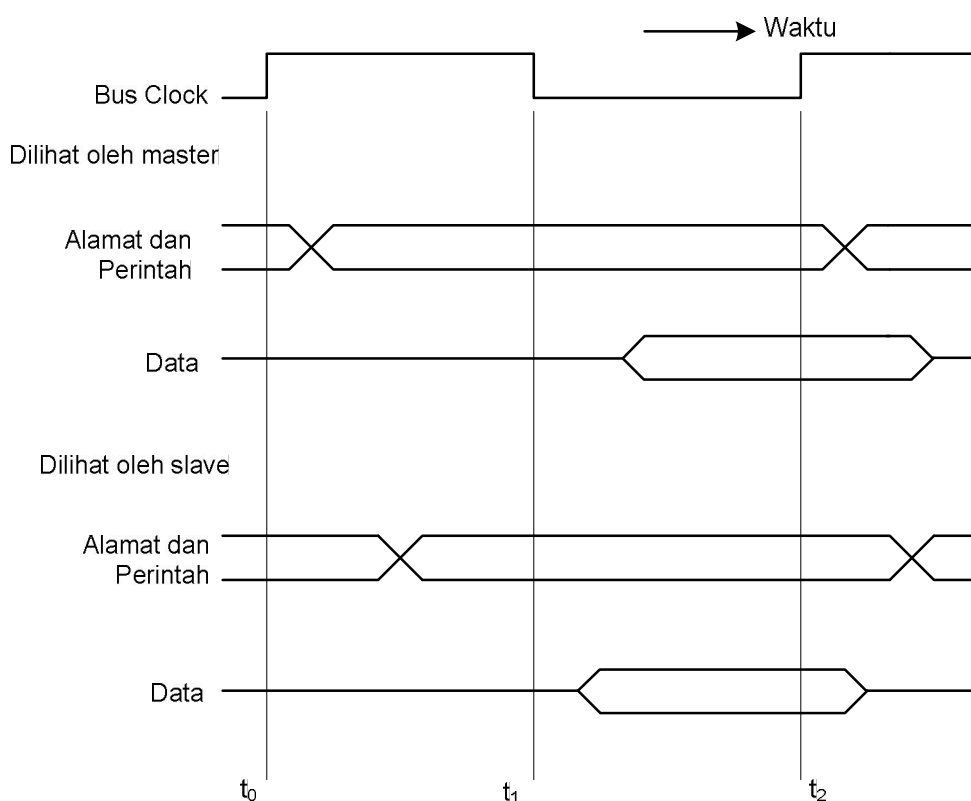 Waktu
Bus Clock
Dilihat oleh master
Alamat dan
Perintah
Data
Dilihat oleh slave
Alamat dan
Perintah
Data
t₀
t₁
t₂